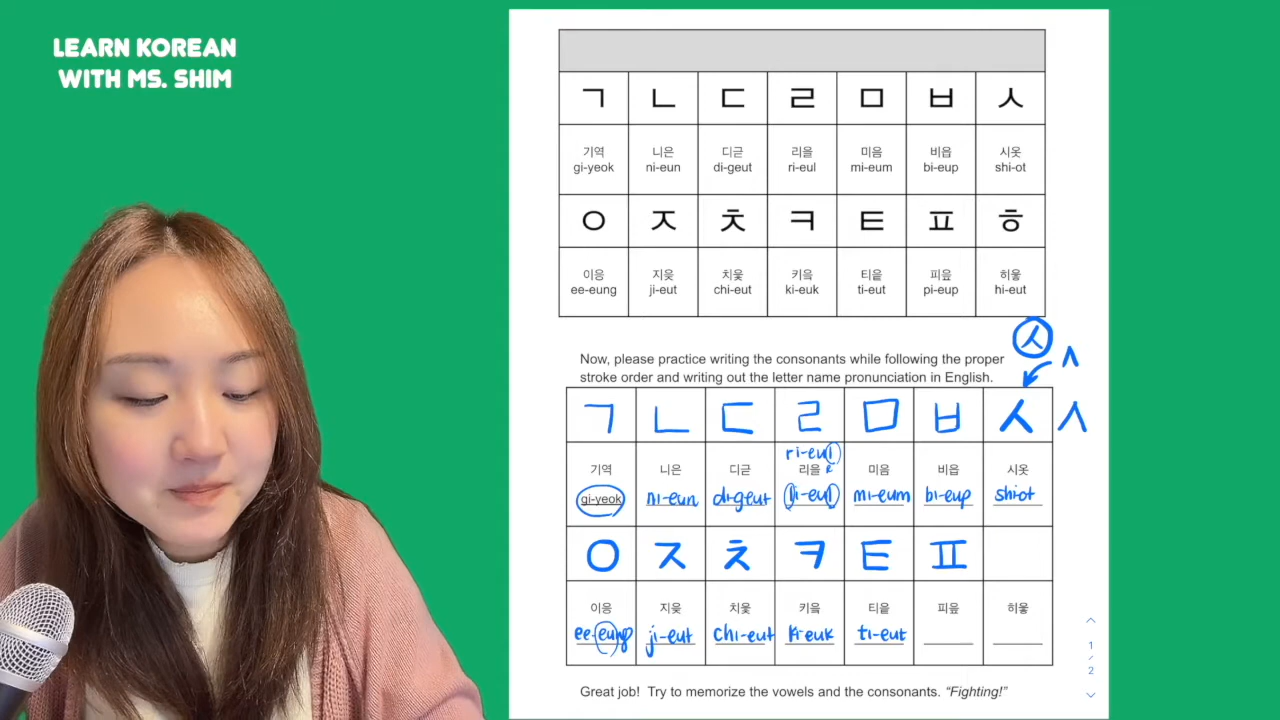 LEARN KOREAN
WITH MS. SHIM
ㄱ ㄴ ㄷ ㄹ ㅁ ㅂ ㅅ
기역 니은 디귿 리을 미음 비읍 시옷
gi-yeok ni-eun di-geut ri-eul mi-eum bi-eup shi-ot
ㅇ ㅈ ㅊ ㅋ ㅌ ㅍ ㅎ
이응 지읒 치읓 키읔 티읕 피읖 히읗
ee-eung ji-eut chi-eut ki-euk ti-eut pi-eup hi-eut
ㅅ
Now, please practice writing the consonants while following the proper
stroke order and writing out the letter name pronunciation in English.
ㄱ ㄴ ㄷ ㄹ ㅁ ㅂ ㅅ
ri-eul
기역 니은 디귿 리을 미음 비읍 시옷
gi-yeok ni-eun di-geut li-eul mi-eum bi-eup shi-ot
ㅇ ㅈ ㅊ ㅋ ㅌ ㅍ
이응 지읒 치읓 키읔 티읕 피읖 히읗
ee-eung ji-eut chi-eut ki-euk ti-eut
1
/
2
Great job! Try to memorize the vowels and the consonants. “Fighting!”